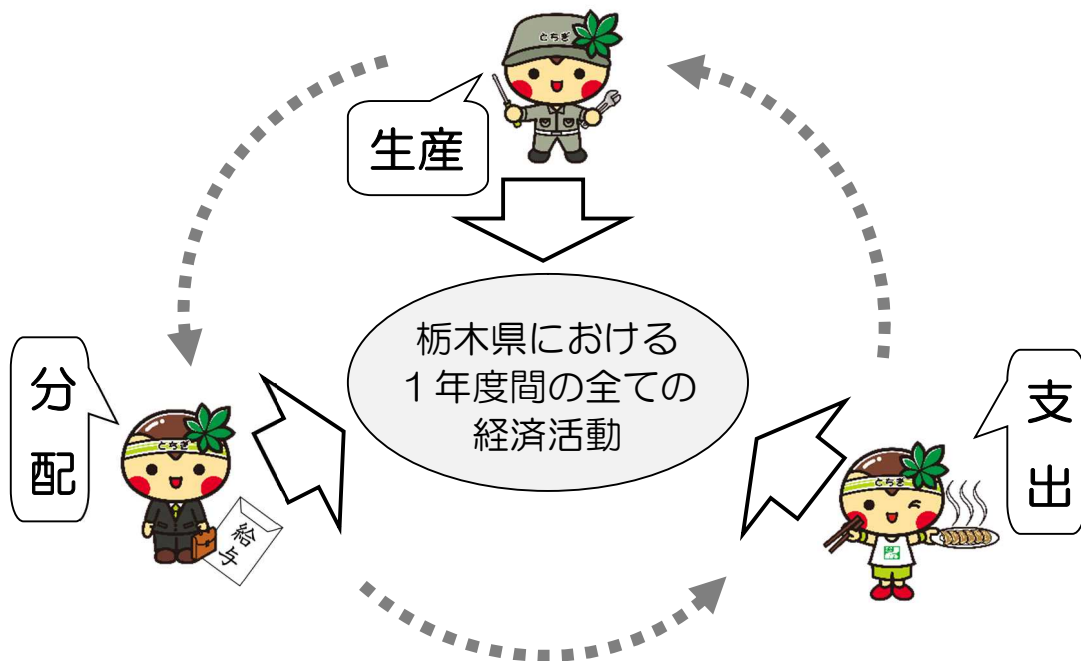 とちぎ
生産
栃木県における
１年度間の全ての
経済活動
分
配
とちぎ
給与
支
出
とちぎ